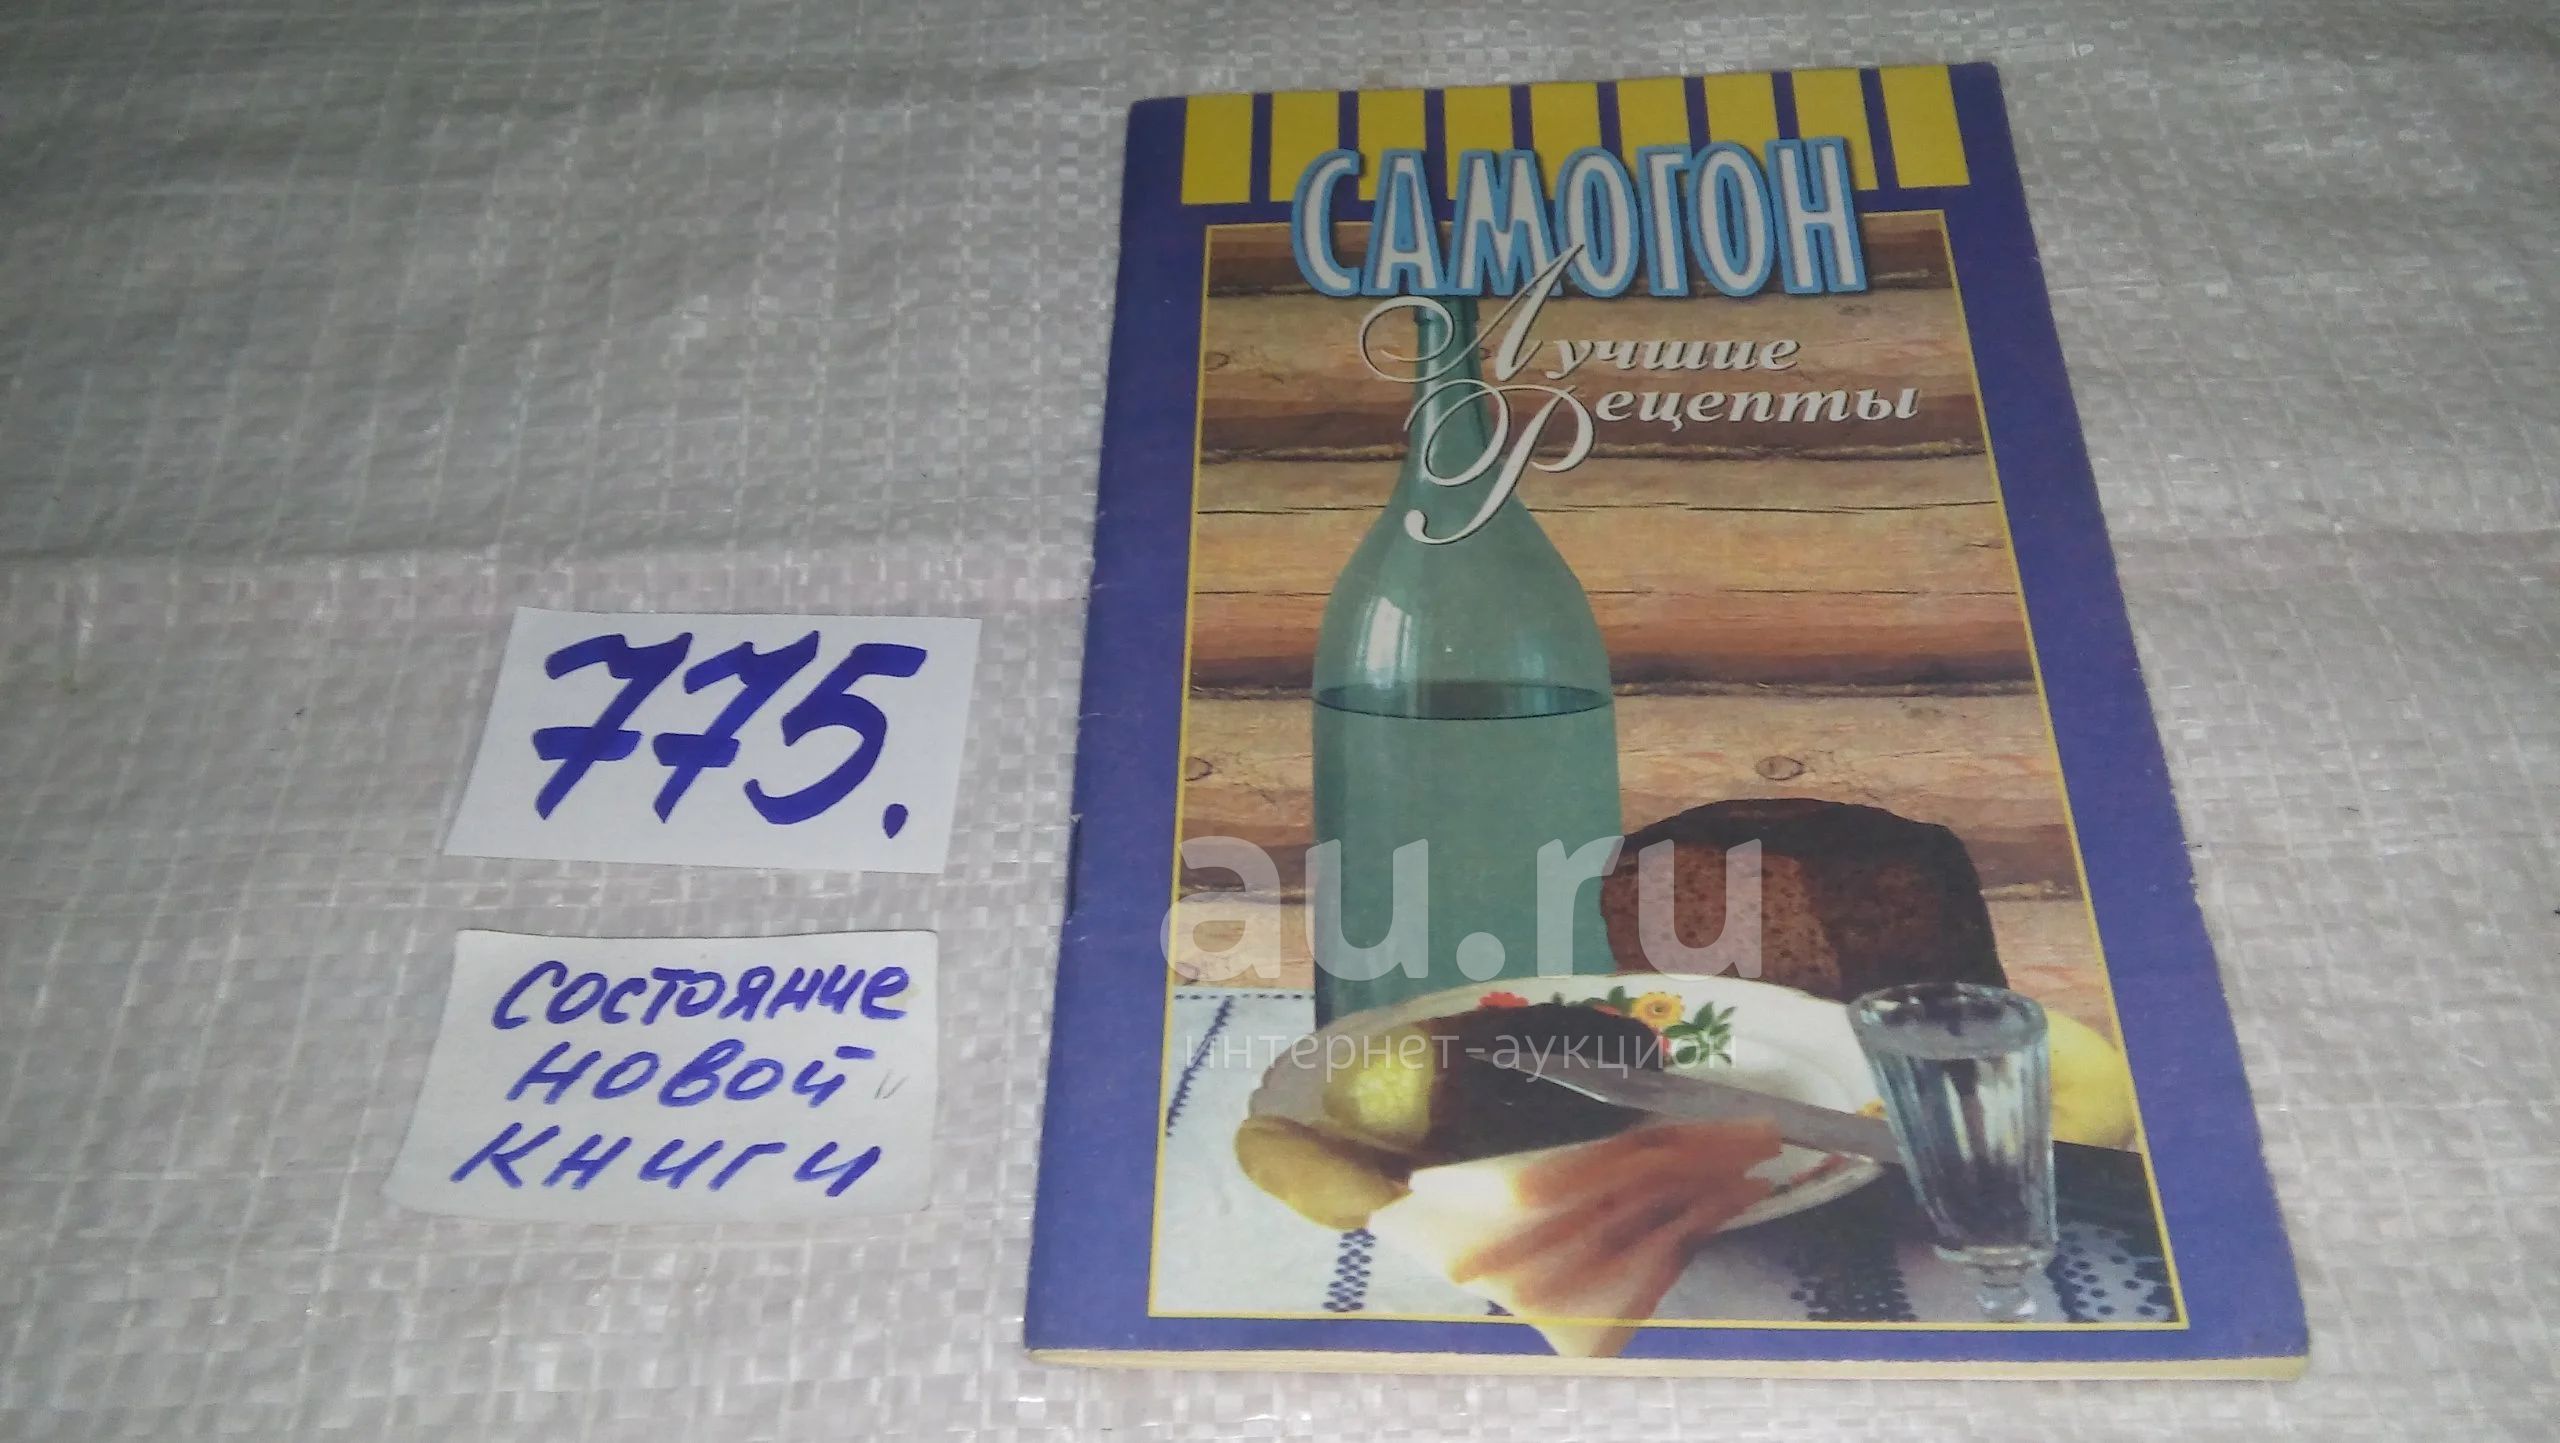 САМОГОН
Лучшие
Рецепты
775.
состояние
новой
книги
au.ru
интернет-аукцион